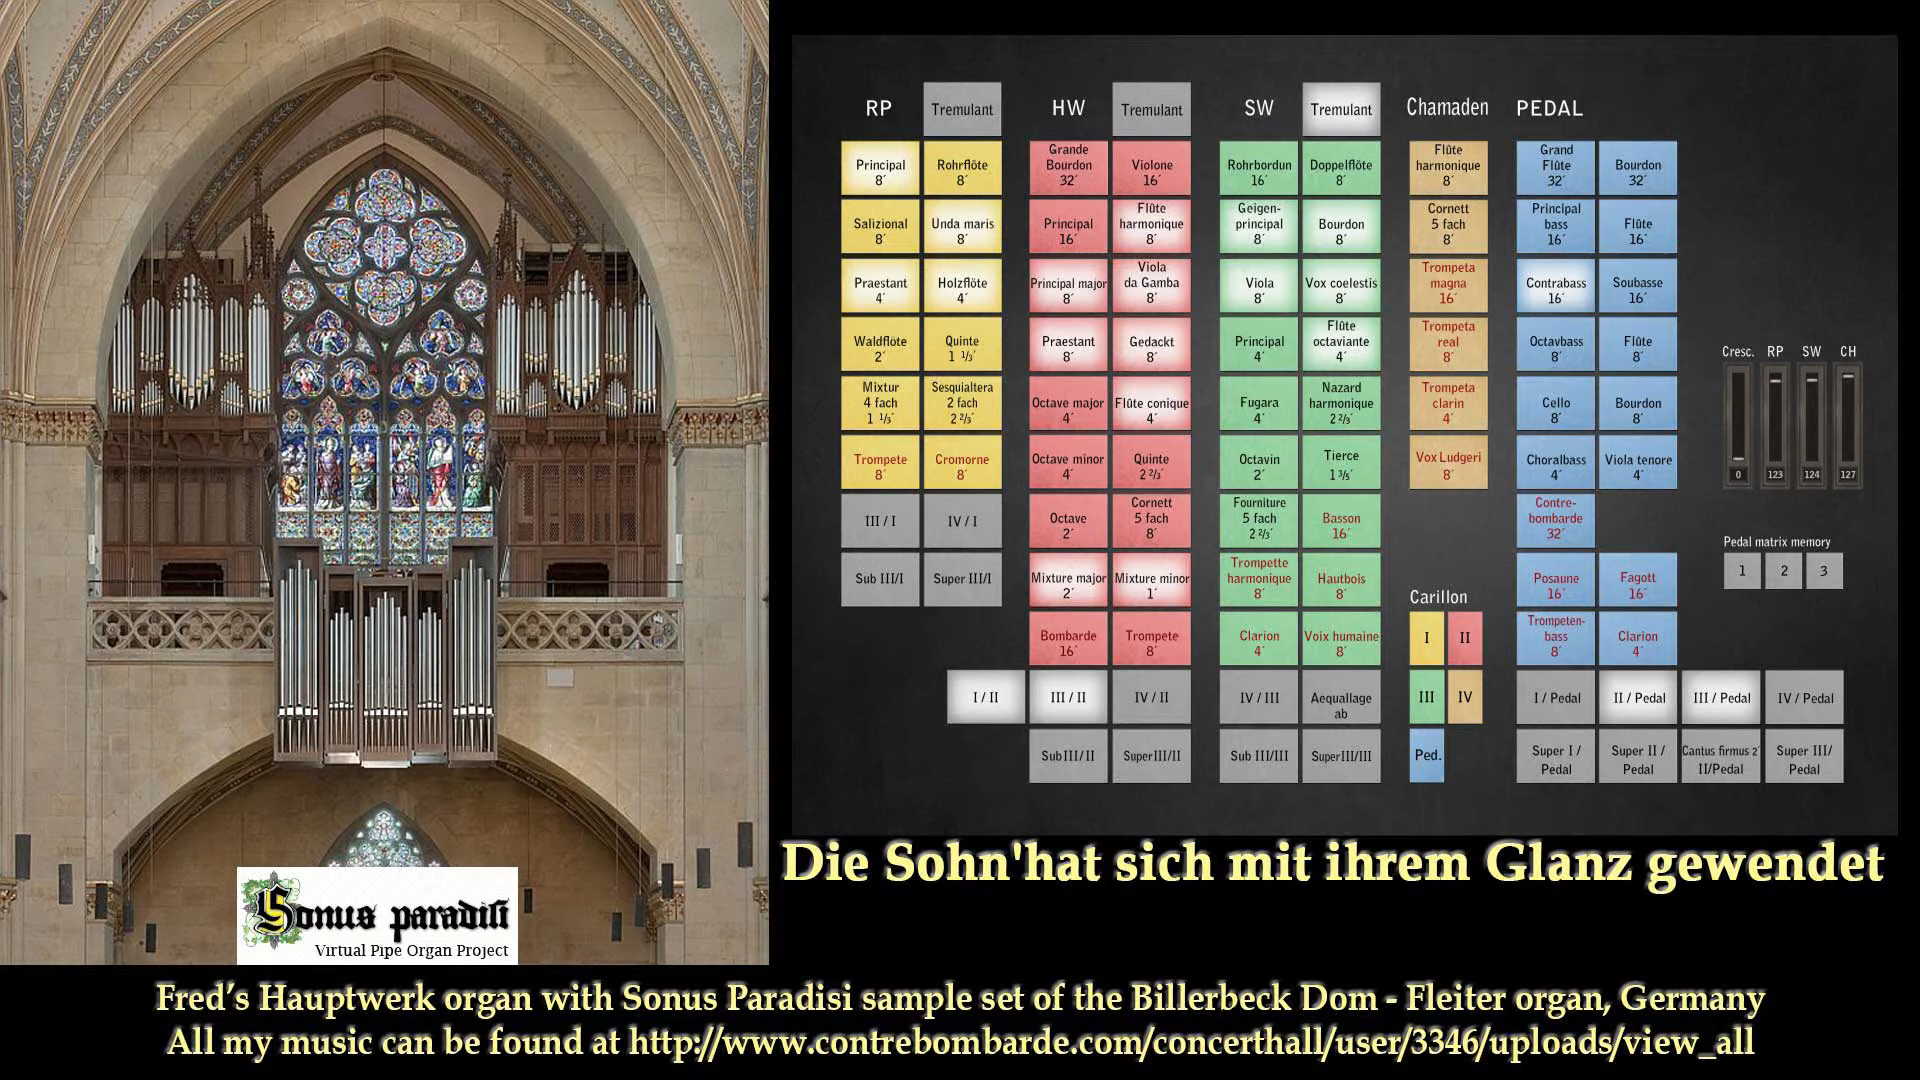 RP
Tremulant
HW
Tremulant
SW
Tremulant
Chamaden
PEDAL
Principal
8´
Rohrflöte
8´
Grande
Bourdon
32´
Violone
16´
Rohrbordun
16´
Doppelflöte
8´
Flûte
harmonique
8´
Grand
Flûte
32´
Bourdon
32´
Salizional
8´
Unda maris
8´
Principal
16´
Flûte
harmonique
8´
Geigen-
principal
8´
Bourdon
8´
Cornett
5 fach
8´
Principal
bass
16´
Flûte
16´
Praestant
4´
Holzflöte
4´
Principal major
8´
Viola
da Gamba
8´
Viola
8´
Vox coelestis
8´
Trompeta
magna
16´
Contrabass
16´
Soubasse
16´
Waldflöte
2´
Quinte
1 1/3´
Praestant
8´
Gedackt
8´
Principal
4´
Flûte
octaviante
4´
Trompeta
real
8´
Octavbass
8´
Flûte
8´
Mixtur
4 fach
1 1/3´
Sesquialtera
2 fach
2 2/3´
Octave major
4´
Flûte conique
4´
Fugara
4´
Nazard
harmonique
2 2/3´
Trompeta
clarin
4´
Cello
8´
Bourdon
8´
Trompete
8´
Cromorne
8´
Octave minor
4´
Quinte
2 2/3´
Octavin
2´
Tierce
1 3/5´
Vox Ludgeri
8´
Choralbass
4´
Viola tenore
4´
III / I
IV / I
Octave
2´
Cornett
5 fach
8´
Fourniture
5 fach
2 2/3´
Basson
16´
Contre-
bombarde
32´
Sub III/I
Super III/I
Mixture major
2´
Mixture minor
1´
Trompette
harmonique
8´
Hautbois
8´
Posaune
16´
Fagott
16´
Bombarde
16´
Trompete
8´
Clarion
4´
Voix humaine
8´
Trompeten-
bass
8´
Clarion
4´
I / II
III / II
IV / II
IV / III
Aequallage
ab
I / Pedal
II / Pedal
III / Pedal
IV / Pedal
Sub III/ II
Super III/ II
Sub III/III
Super III/III
Super I /
Pedal
Super II /
Pedal
Cantus firmus 2´
II/Pedal
Super III/
Pedal
Carillon
I
II
III
IV
Ped.
Cresc. RP SW CH
0 123 124 127
Pedal matrix memory
1 2 3
Die Sohn'hat sich mit ihrem Glanz gewendet
Sonus paradisi
Virtual Pipe Organ Project
Fred’s Hauptwerk organ with Sonus Paradisi sample set of the Billerbeck Dom - Fleiter organ, Germany
All my music can be found at http://www.contrebombarde.com/concerthall/user/3346/uploads/view_all